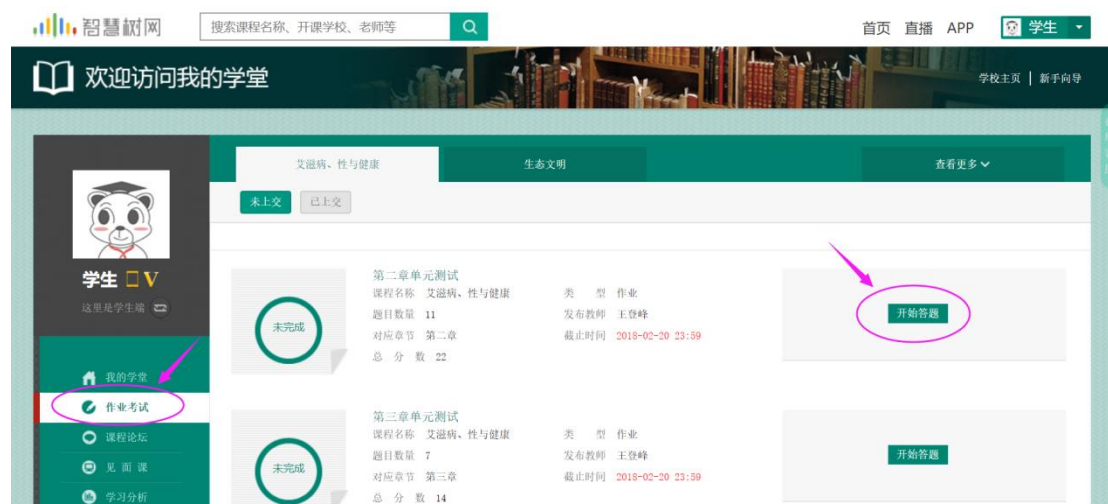 智慧树网
搜索课程名称、开课学校、老师等
首页 直播 APP 学生
欢迎访问我的学堂
学校主页 | 新手向导
艾滋病、性与健康 生态文明 查看更多
未上交 已上交
学生 V
这里是学生端
我的学堂
作业考试
课程论坛
见面课
学习分析
第二章单元测试
课程名称 艾滋病、性与健康 类 型 作业
题目数量 11 发布教师 王登峰
对应章节 第二章 截止时间 2018-02-20 23:59
总 分 数 22
未完成
开始答题
第三章单元测试
课程名称 艾滋病、性与健康 类 型 作业
题目数量 7 发布教师 王登峰
对应章节 第三章 截止时间 2018-02-20 23:59
总 分 数 14
未完成
开始答题